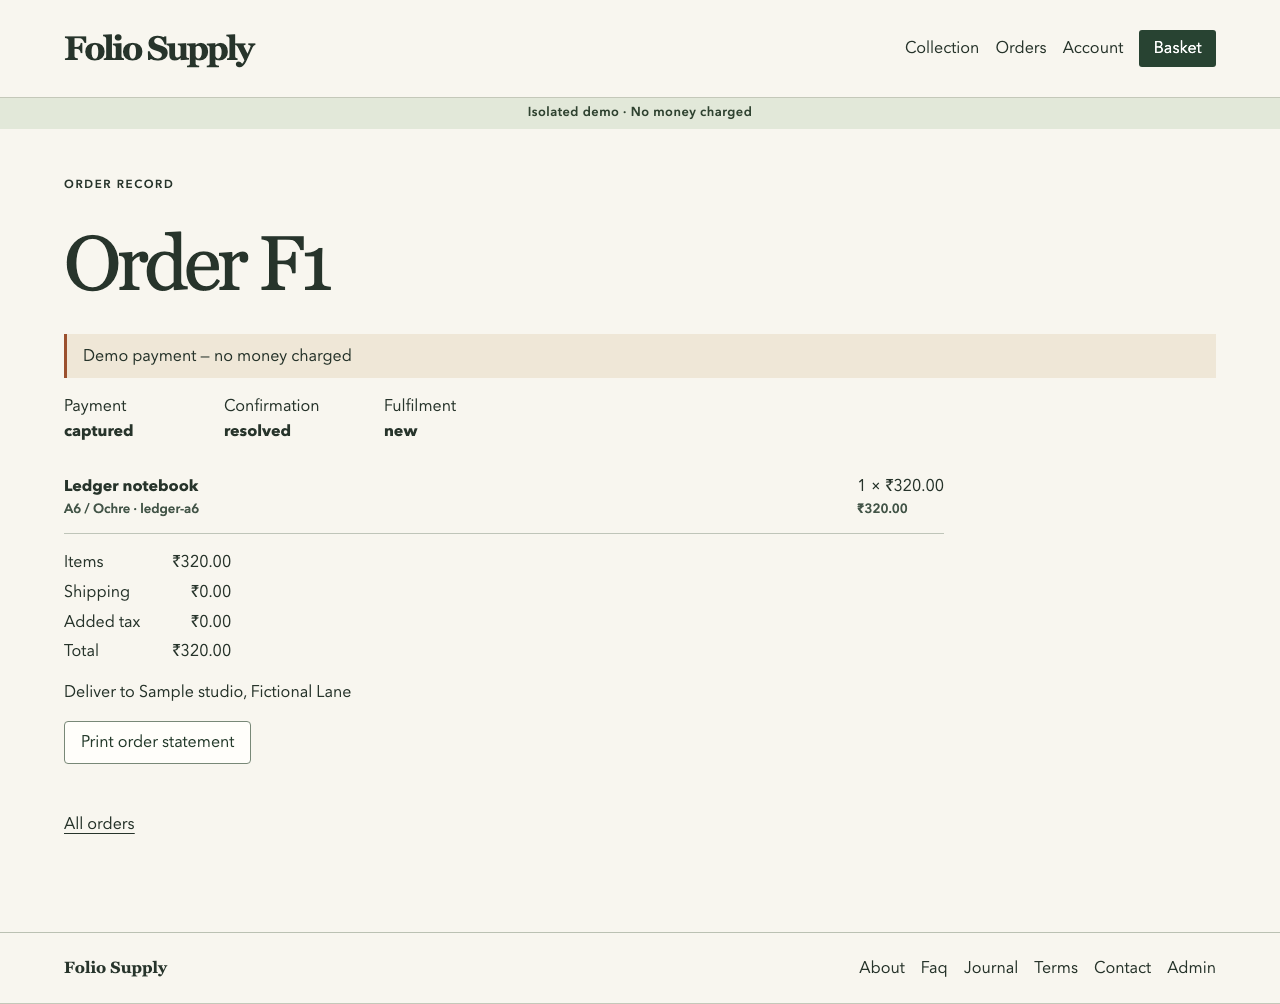 Folio Supply
Collection Orders Account Basket
Isolated demo · No money charged
ORDER RECORD
Order F1
Demo payment – no money charged
Payment Confirmation Fulfilment
captured resolved new
Ledger notebook 1 × ₹320.00
A6 / Ochre · ledger-a6 ₹320.00
Items ₹320.00
Shipping ₹0.00
Added tax ₹0.00
Total ₹320.00
Deliver to Sample studio, Fictional Lane
Print order statement
All orders
Folio Supply About Faq Journal Terms Contact Admin